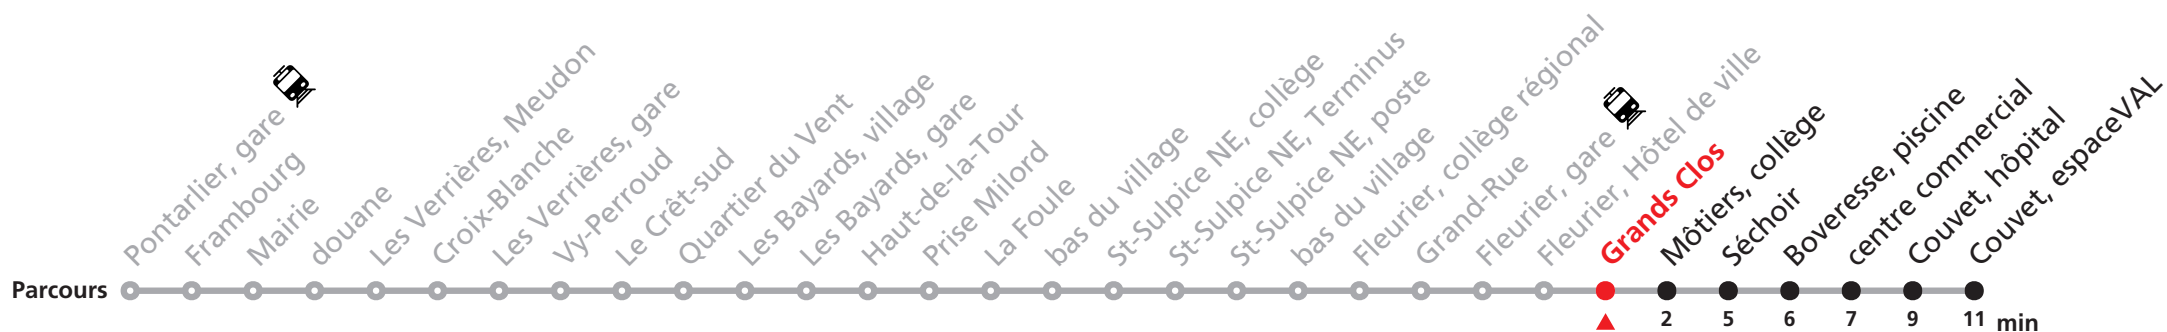 Parcours
Pontarlier, gare
Frambourg
Mairie
douane
Les Verrières, Meudon
Croix-Blanche
Les Verrières, gare
Vy-Perroud
Le Crêt-sud
Quartier du Vent
Les Bayards, village
Les Bayards, gare
Haut-de-la-Tour
Prise Milord
La Foule
bas du village
St-Sulpice NE, collège
St-Sulpice NE, Terminus
St-Sulpice NE, poste
bas du village
Fleurier, collège régional
Grand-Rue
Fleurier, gare
Fleurier, Hôtel de ville
Grands Clos
Môtiers, collège
Séchoir
Boveresse, piscine
centre commercial
Couvet, hôpital
Couvet, espaceVAL
2 5 6 7 9 11 min